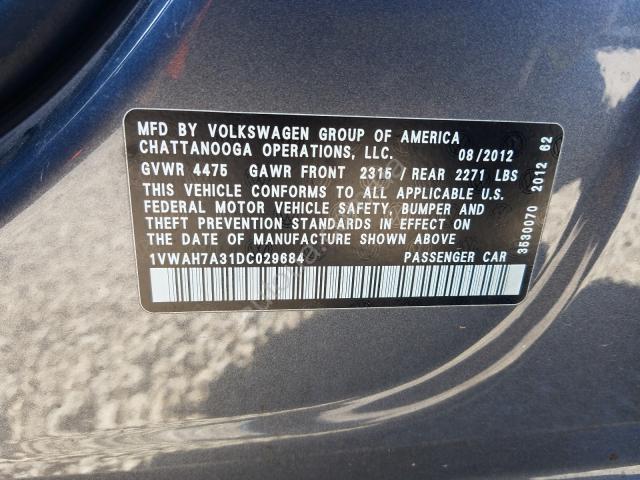 MFD BY VOLKSWAGEN GROUP OF AMERICA
CHATTANOOGA OPERATIONS, LLC. 08/2012
GVWR 4475 GAWR FRONT 2315 / REAR 2271 LBS
THIS VEHICLE CONFORMS TO ALL APPLICABLE U.S.
FEDERAL MOTOR VEHICLE SAFETY, BUMPER AND
THEFT PREVENTION STANDARDS IN EFFECT ON
THE DATE OF MANUFACTURE SHOWN ABOVE
1VWAH7A31DC029684 PASSENGER CAR
3530070 2012 62